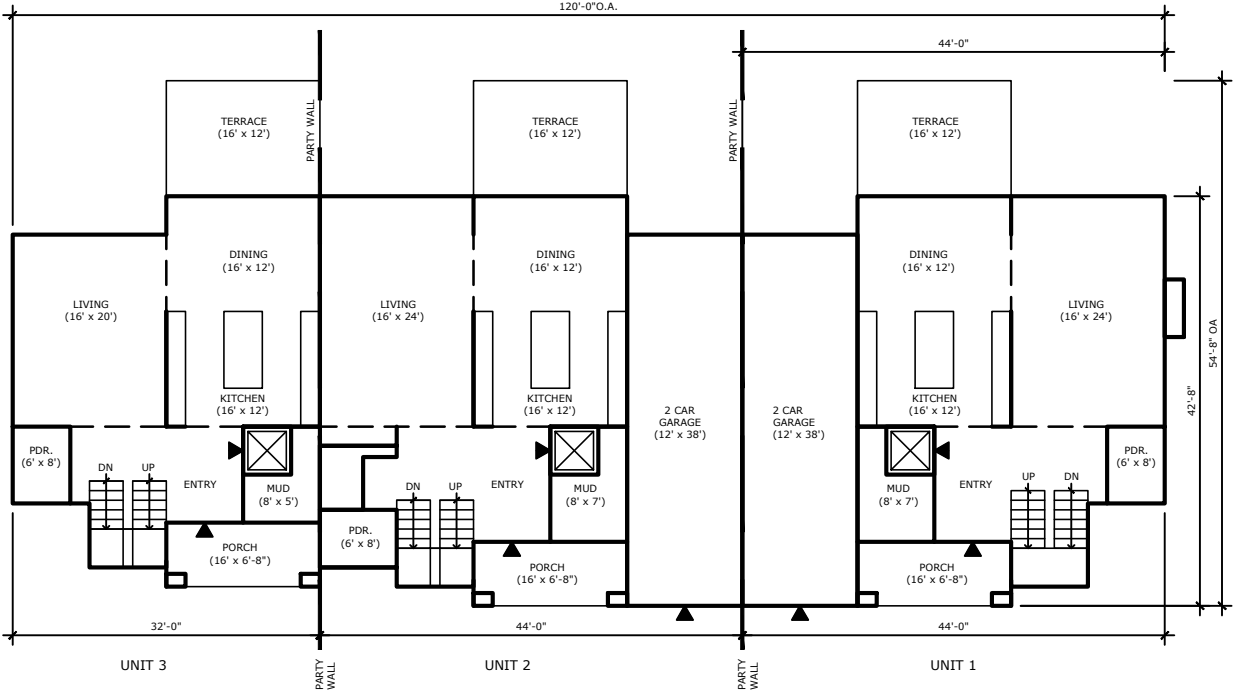 120'-0"O.A.
44'-0"
TERRACE
(16' x 12')
PARTY WALL
TERRACE
(16' x 12')
PARTY WALL
TERRACE
(16' x 12')
DINING
(16' x 12')
DINING
(16' x 12')
DINING
(16' x 12')
LIVING
(16' x 20')
LIVING
(16' x 24')
LIVING
(16' x 24')
54'-8" OA
42'-8"
KITCHEN
(16' x 12')
KITCHEN
(16' x 12')
2 CAR
GARAGE
(12' x 38')
2 CAR
GARAGE
(12' x 38')
KITCHEN
(16' x 12')
PDR.
(6' x 8')
DN
UP
ENTRY
MUD
(8' x 5')
DN
UP
ENTRY
MUD
(8' x 7')
MUD
(8' x 7')
ENTRY
UP
DN
PDR.
(6' x 8')
PORCH
(16' x 6'-8")
PDR.
(6' x 8')
PORCH
(16' x 6'-8")
PORCH
(16' x 6'-8")
32'-0"
44'-0"
44'-0"
UNIT 3
PARTY
WALL
UNIT 2
PARTY
WALL
UNIT 1